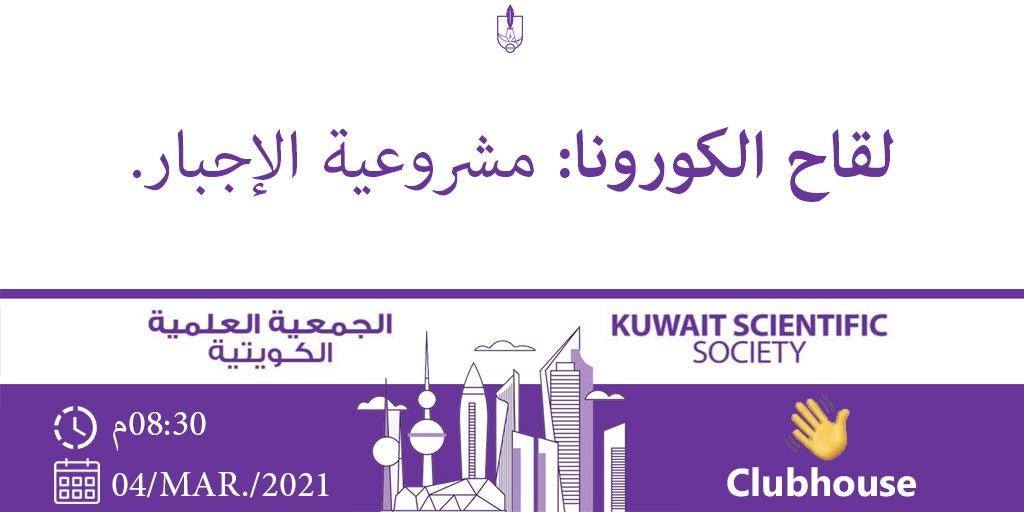 لقاح الكورونا: مشروعية الإجبار.
الجمعية العلمية
الكويتية
KUWAIT SCIENTIFIC
SOCIETY
08:30م
04/MAR./2021
Clubhouse